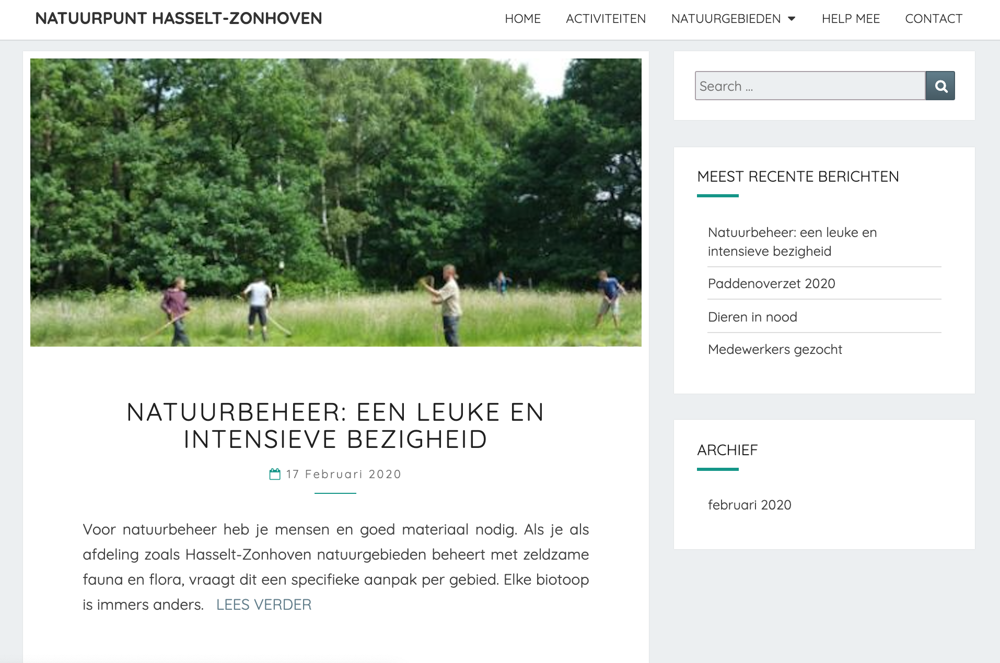 NATUURPUNT HASSELT-ZONHOVEN
HOME
ACTIVITEITEN
NATUURGEBIEDEN
HELP MEE
CONTACT
NATUURBEHEER: EEN LEUKE EN
INTENSIEVE BEZIGHEID
17 Februari 2020
Voor natuurbeheer heb je mensen en goed materiaal nodig. Als je als
afdeling zoals Hasselt-Zonhoven natuurgebieden beheert met zeldzame
fauna en flora, vraagt dit een specifieke aanpak per gebied. Elke biotoop
is immers anders. LEES VERDER
Search ...
MEEST RECENTE BERICHTEN
Natuurbeheer: een leuke en
intensieve bezigheid
Paddenoverzet 2020
Dieren in nood
Medewerkers gezocht
ARCHIEF
februari 2020